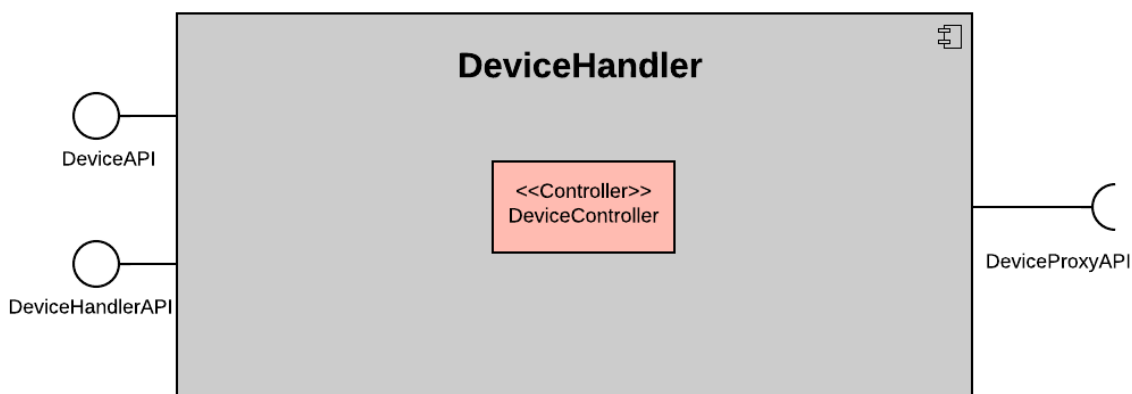 DeviceHandler
DeviceAPI
<<Controller>>
DeviceController
DeviceHandlerAPI
DeviceProxyAPI